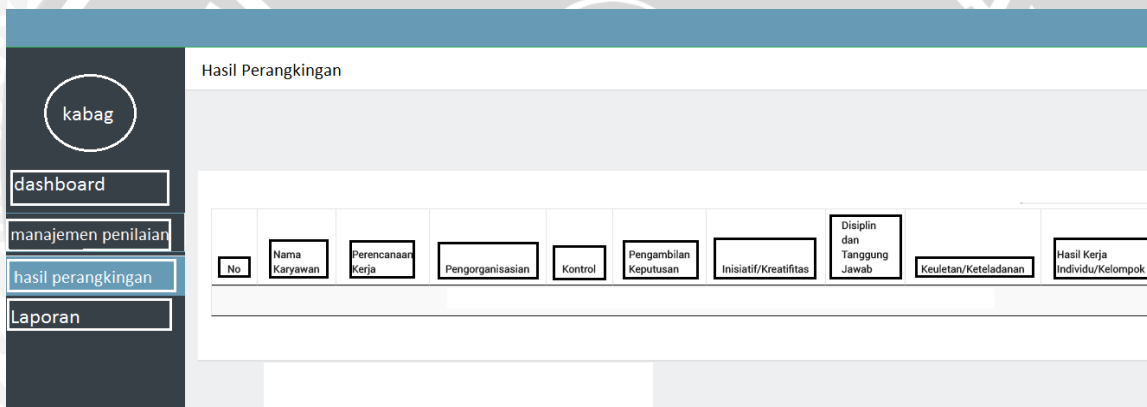 Hasil Perangkingan
kabag
dashboard
manajemen penilaian
hasil perangkingan
Laporan
No
Nama
Karyawan
Perencanaan
Kerja
Pengorganisasian
Kontrol
Pengambilan
Keputusan
Inisiatif/Kreatifitas
Disiplin
dan
Tanggung
Jawab
Keuletan/Keteladanan
Hasil Kerja
Individu/Kelompok